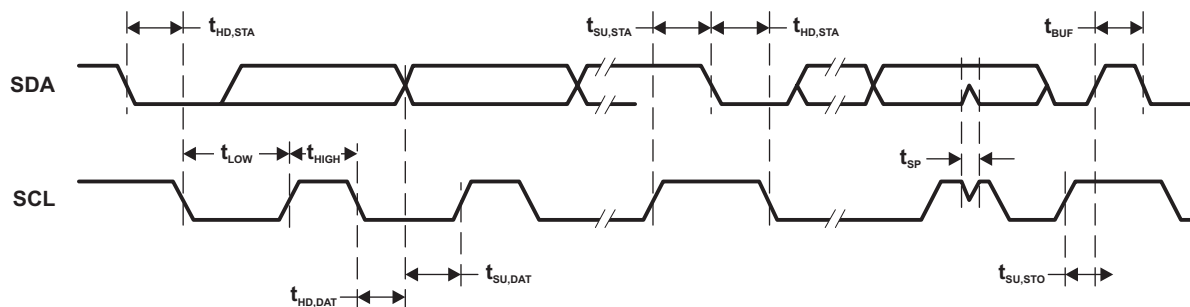 tHD,STA
tSU,STA
tHD,STA
tBUF
SDA
tLOW
tHIGH
tSP
SCL
tSU,DAT
tSU,STO
tHD,DAT